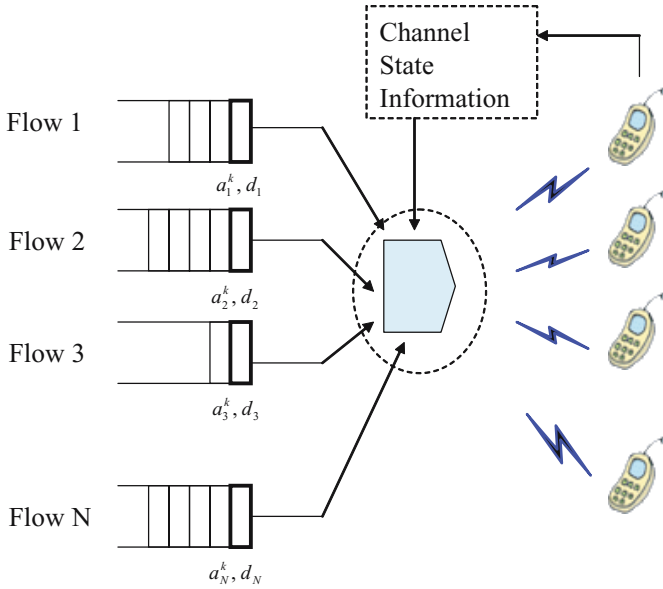 Channel
State
Information
Flow 1
a_1^k, d_1
Flow 2
a_2^k, d_2
Flow 3
a_3^k, d_3
Flow N
a_N^k, d_N